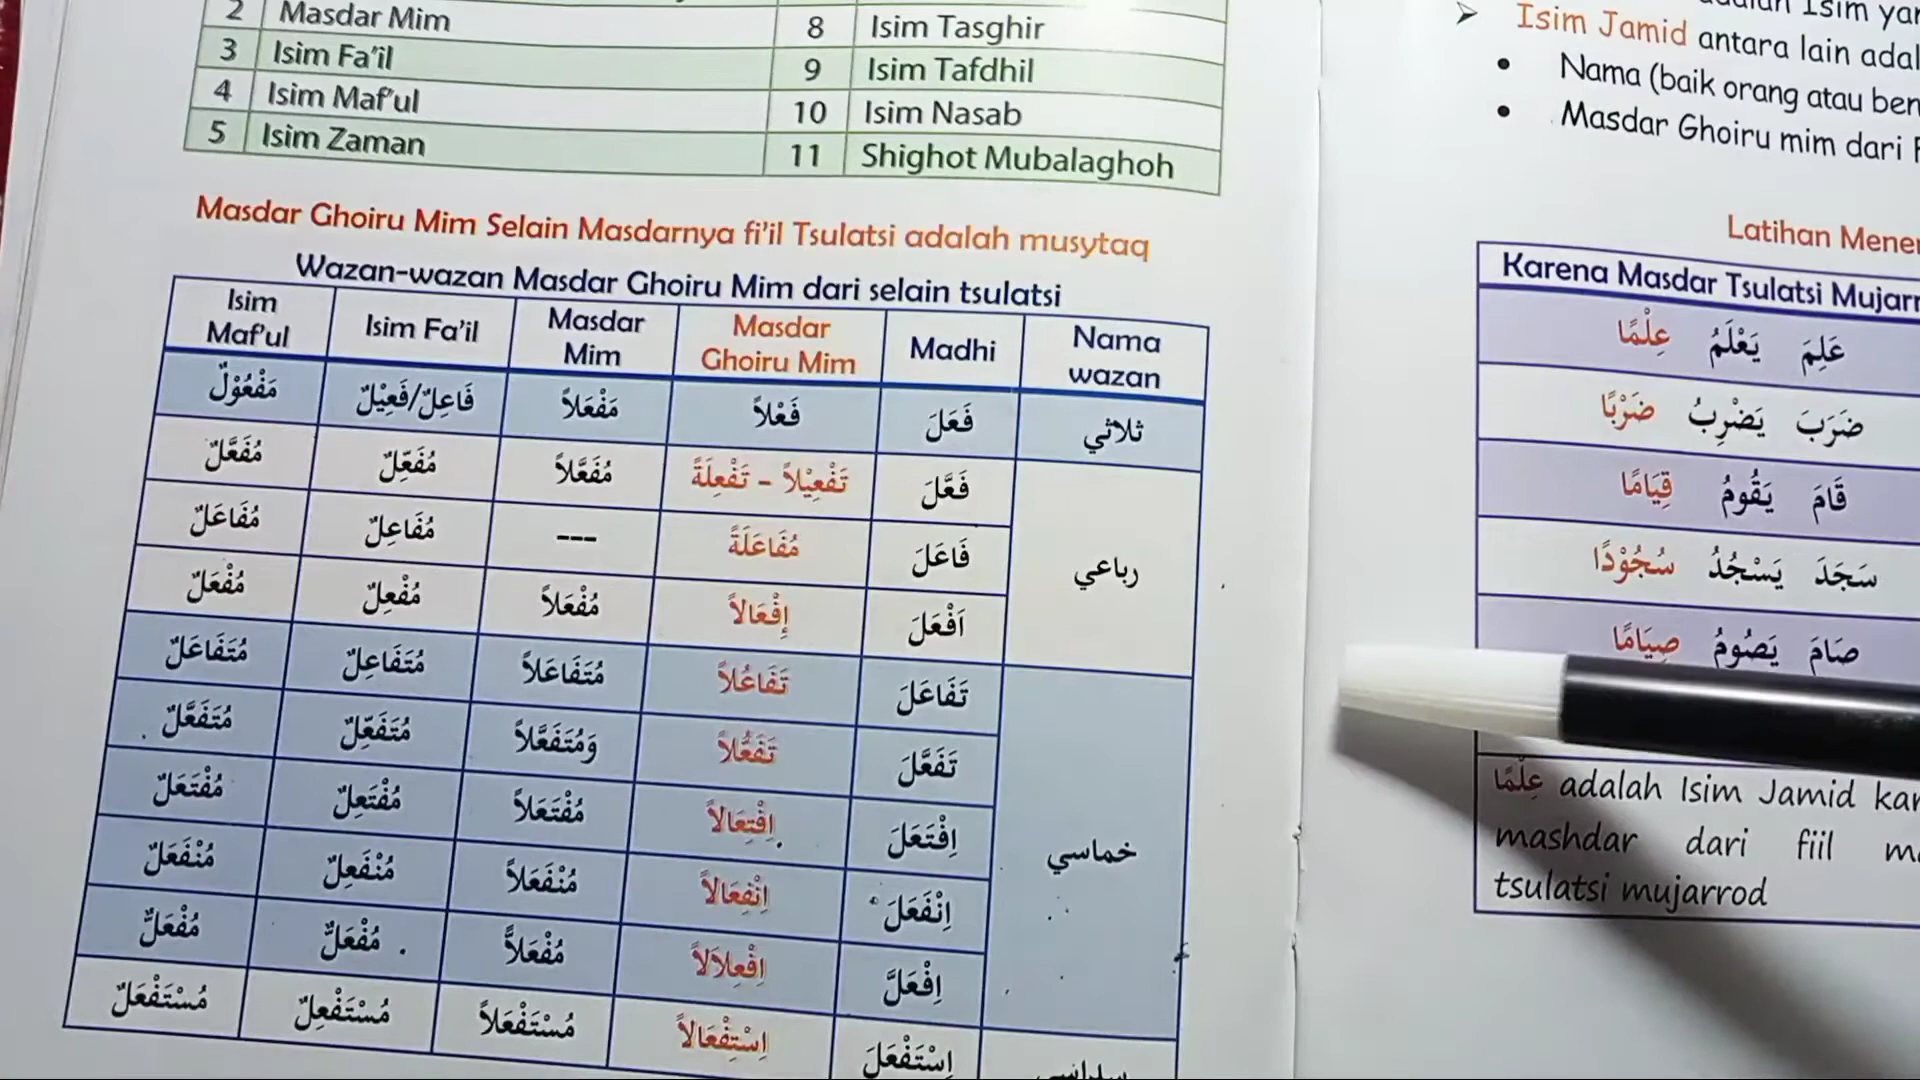 2 Masdar Mim 8 Isim Tasghir
3 Isim Fa'il 9 Isim Tafdhil
4 Isim Maf'ul 10 Isim Nasab
5 Isim Zaman 11 Shighot Mubalaghoh
Masdar Ghoiru Mim Selain Masdarnya fi'il Tsulatsi adalah musytaq
Wazan-wazan Masdar Ghoiru Mim dari selain tsulatsi
Isim Maf'ul Isim Fa'il Masdar Mim Masdar Ghoiru Mim Madhi Nama wazan
ثلاثي فَعَلَ فَعْلاً مَفْعَلاً فَاعِلٌ/فَعِيْلٌ مَفْعُوْلٌ
فَعَّلَ تَفْعِيْلاً - تَفْعِلَةً مُفَعَّلاً مُفَعِّلٌ مُفَعَّلٌ
رباعي فَاعَلَ مُفَاعَلَةً --- مُفَاعِلٌ مُفَاعَلٌ
اَفْعَلَ إِفْعَالاً مُفْعَلاً مُفْعِلٌ مُفْعَلٌ
تَفَاعَلَ تَفَاعُلاً مُتَفَاعَلاً مُتَفَاعِلٌ مُتَفَاعَلٌ
تَفَعَّلَ تَفَعُّلاً وَمُتَفَعَّلاً مُتَفَعِّلٌ مُتَفَعَّلٌ
خماسي اِفْتَعَلَ اِفْتِعَالاً مُفْتَعَلاً مُفْتَعِلٌ مُفْتَعَلٌ
اِنْفَعَلَ اِنْفِعَالاً مُنْفَعَلاً مُنْفَعِلٌ مُنْفَعَلٌ
اِفْعَلَّ اِفْعِلاَلاً مُفْعَلاًّ مُفْعَلٌّ مُفْعَلٌّ
اِسْتَفْعَلَ اِسْتِفْعَالاً مُسْتَفْعَلاً مُسْتَفْعِلٌ مُسْتَفْعَلٌ
Isim
Isim Jamid antara lain
Nama (baik orang atau
Masdar Ghoiru mim dari
Latihan
Karena Masdar Tsulatsi
عَلِمَ يَعْلَمُ عِلْمًا
ضَرَبَ يَضْرِبُ ضَرْبًا
قَامَ يَقُومُ قِيَامًا
سَجَدَ يَسْجُدُ سُجُوْدًا
صَامَ يَصُومُ صِيَامًا
عِلْمًا adalah Isim Jamid
mashdar dari fiil
tsulatsi mujarrod